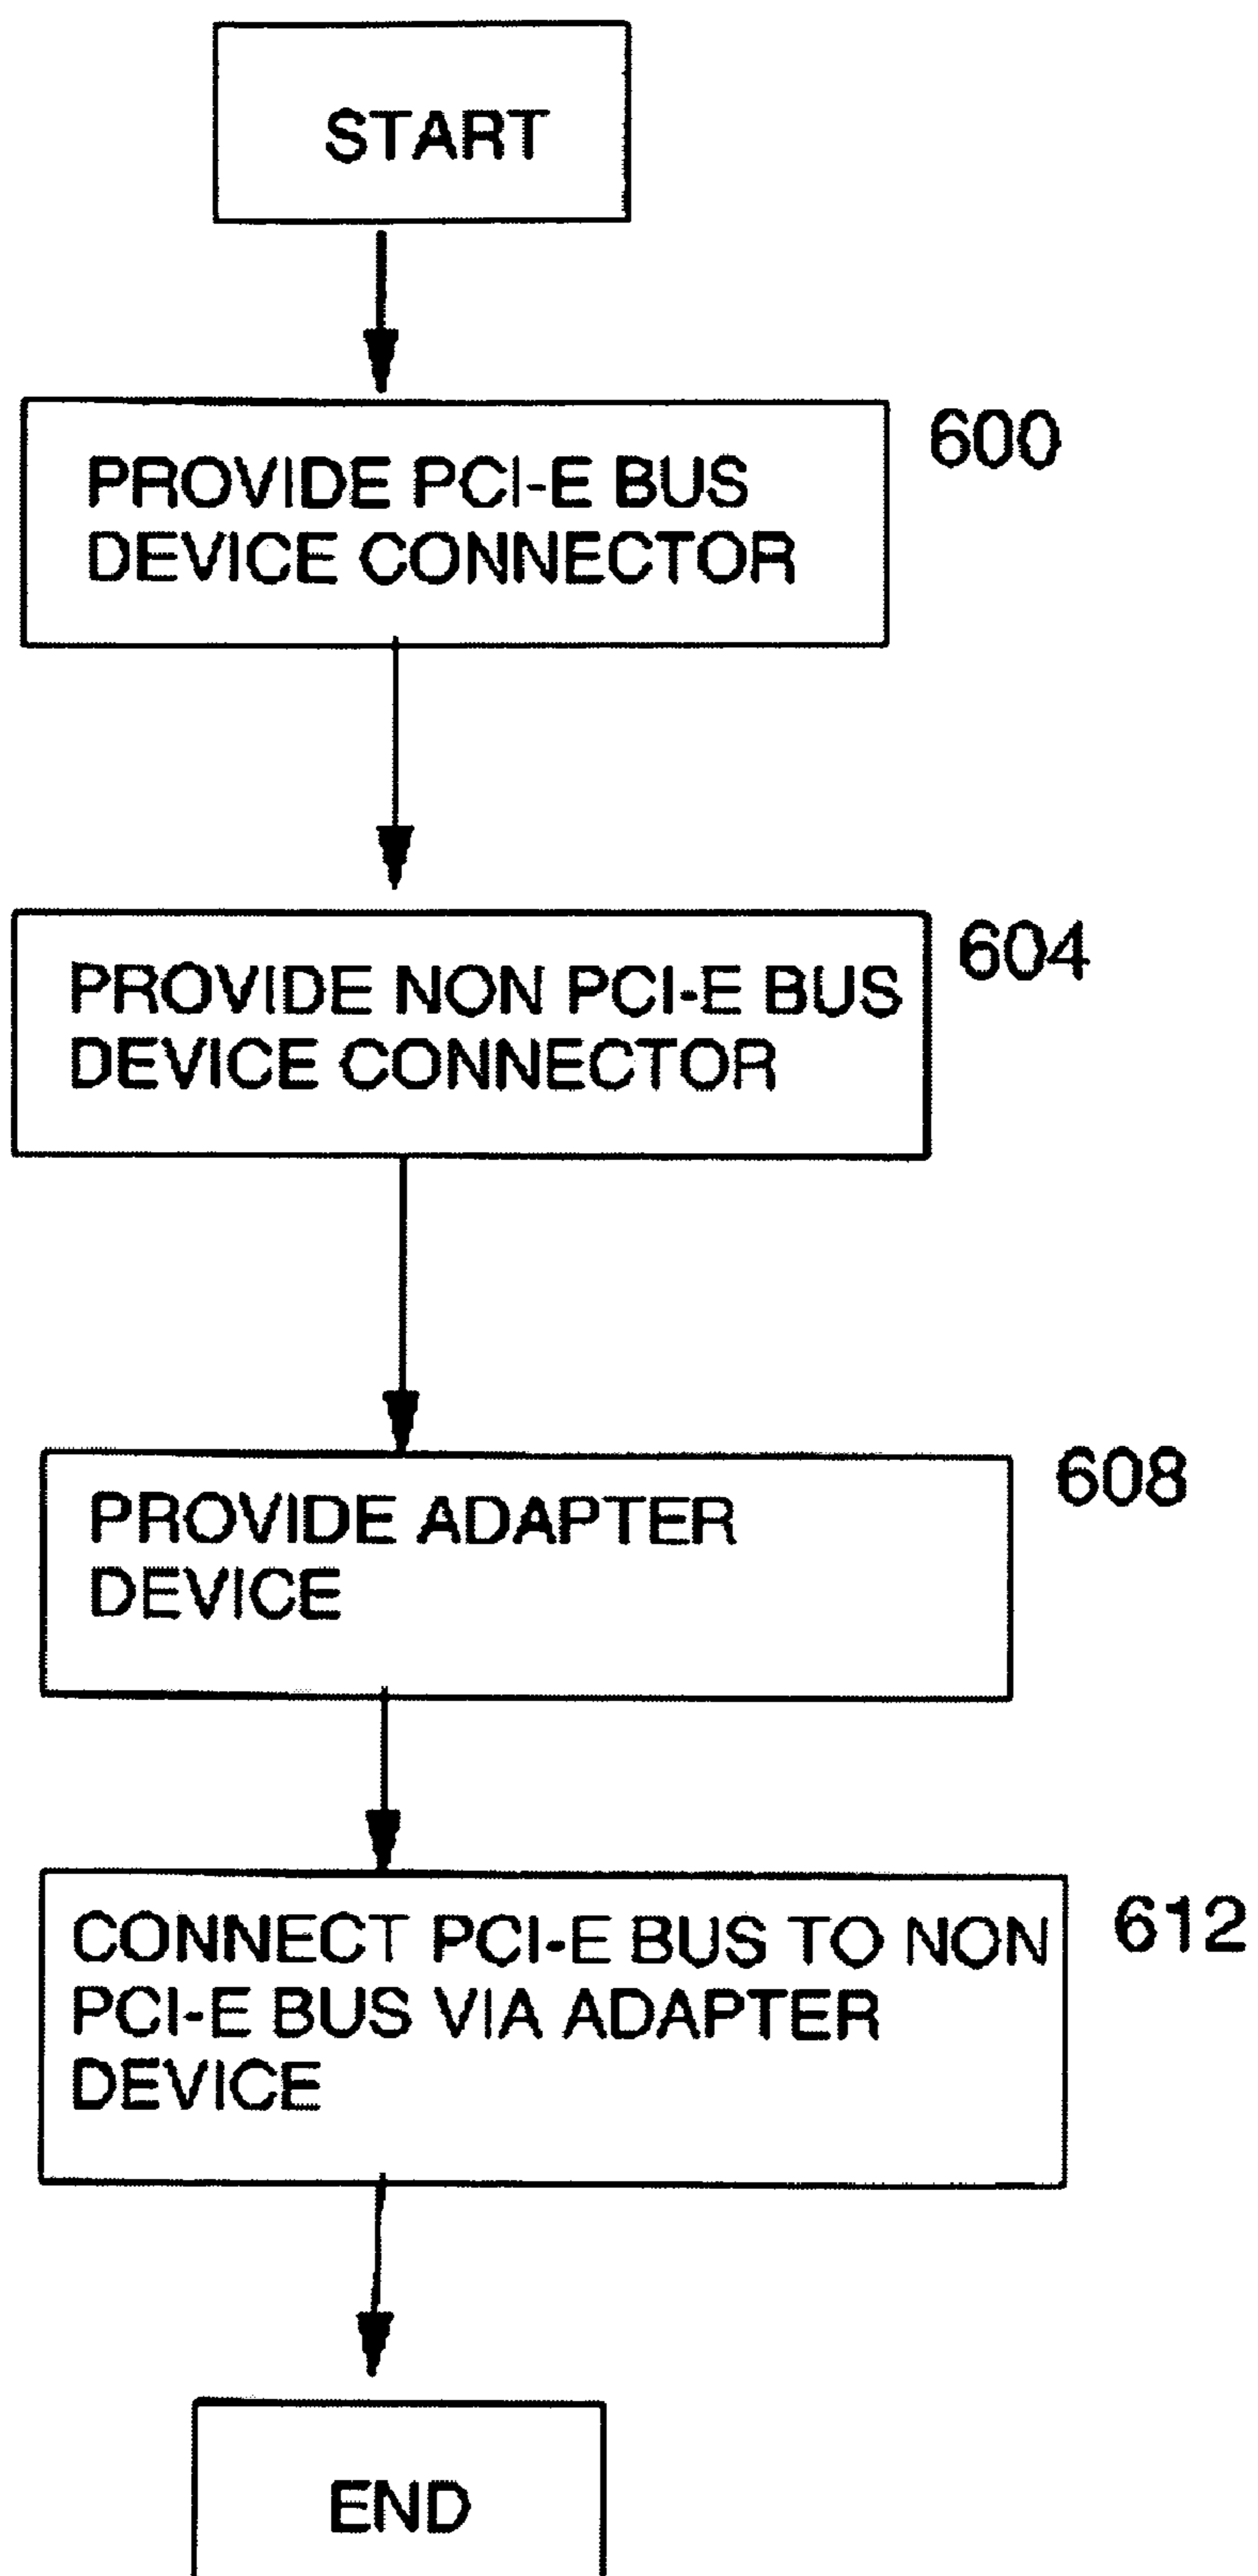 START
600
PROVIDE PCI-E BUS
DEVICE CONNECTOR
604
PROVIDE NON PCI-E BUS
DEVICE CONNECTOR
608
PROVIDE ADAPTER
DEVICE
612
CONNECT PCI-E BUS TO NON
PCI-E BUS VIA ADAPTER
DEVICE
END